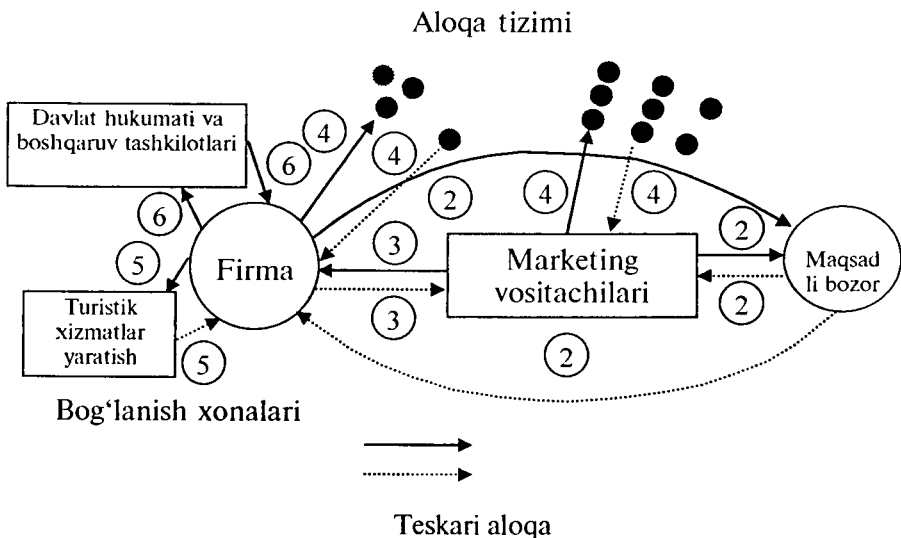 Aloqa tizimi
Davlat hukumati va
boshqaruv tashkilotlari
4
6
4
2
4
4
6
5
3
2
Firma
Marketing
vositachilari
Maqsad
li bozor
Turistik
xizmatlar
yaratish
3
2
5
2
Bog‘lanish xonalari
Teskari aloqa